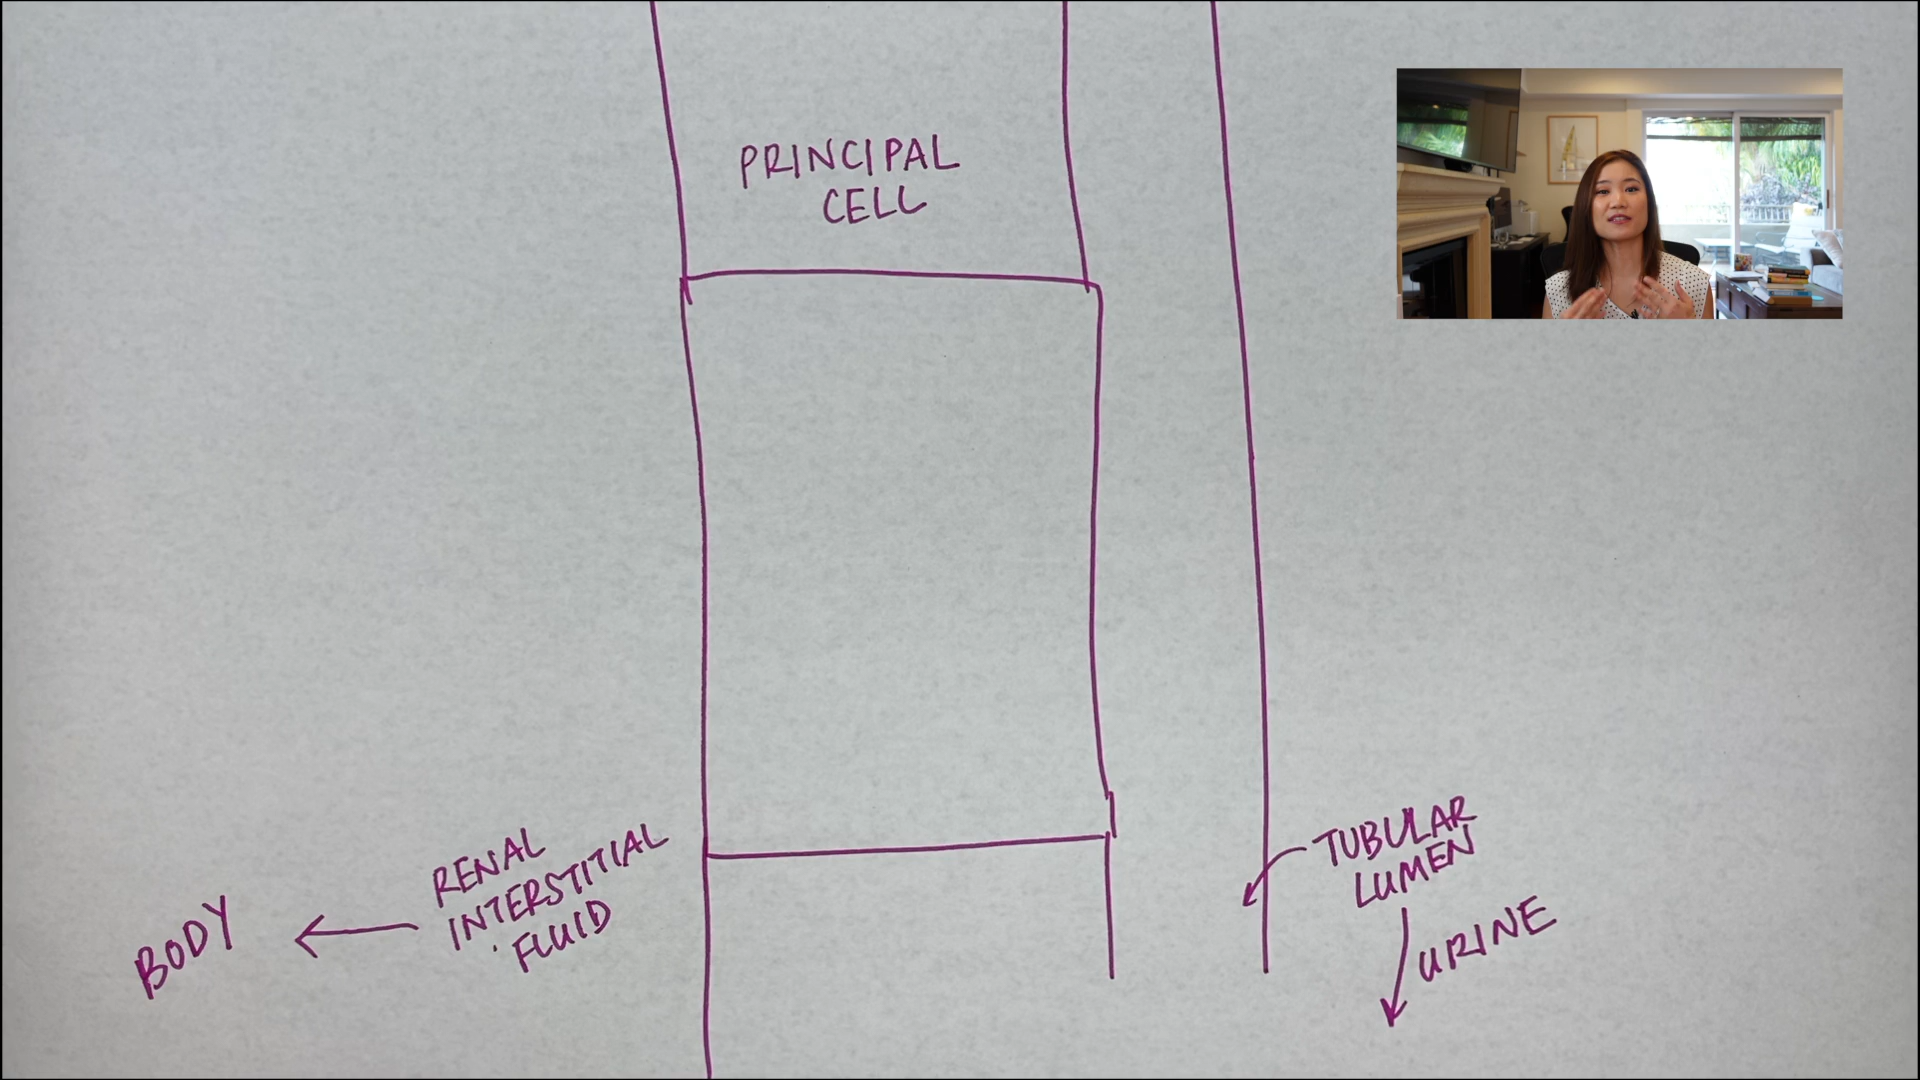 PRINCIPAL
CELL
RENAL
INTERSTITIAL
FLUID
BODY
TUBULAR
LUMEN
URINE